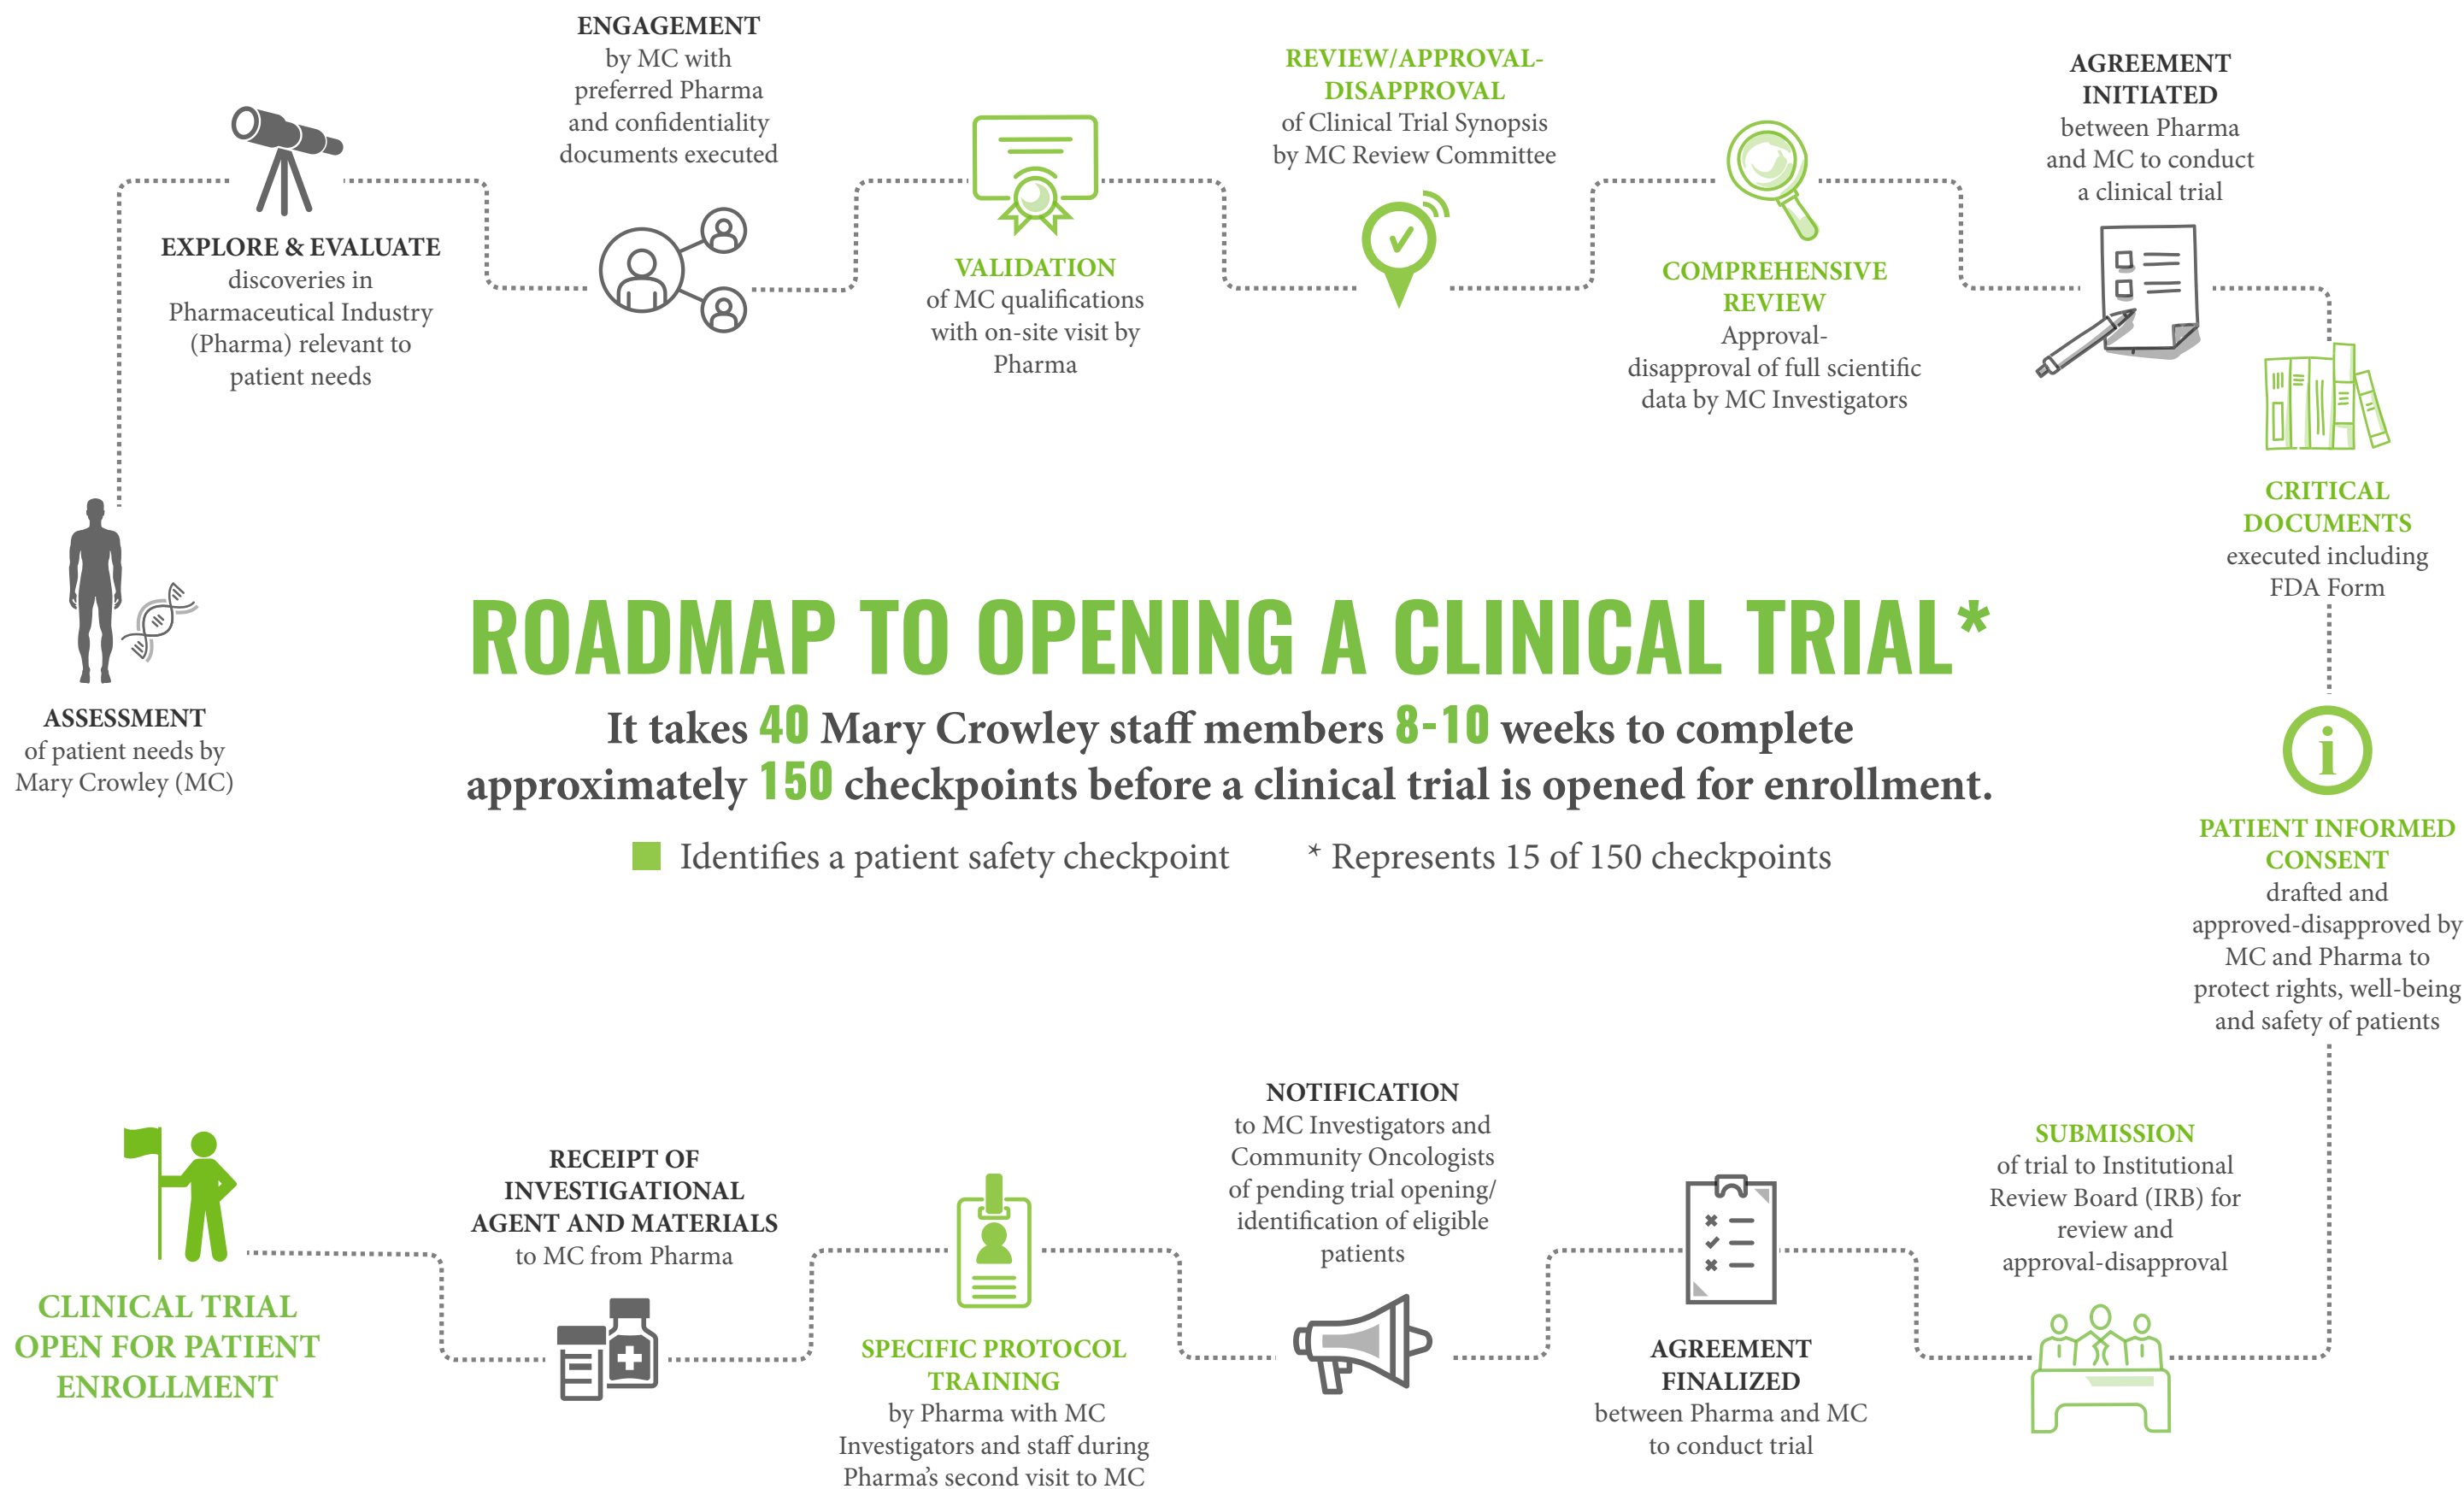 ASSESSMENT
of patient needs by
Mary Crowley (MC)
EXPLORE & EVALUATE
discoveries in
Pharmaceutical Industry
(Pharma) relevant to
patient needs
ENGAGEMENT
by MC with
preferred Pharma
and confidentiality
documents executed
VALIDATION
of MC qualifications
with on-site visit by
Pharma
REVIEW/APPROVAL-
DISAPPROVAL
of Clinical Trial Synopsis
by MC Review Committee
COMPREHENSIVE
REVIEW
Approval-
disapproval of full scientific
data by MC Investigators
AGREEMENT
INITIATED
between Pharma
and MC to conduct
a clinical trial
CRITICAL
DOCUMENTS
executed including
FDA Form
ROADMAP TO OPENING A CLINICAL TRIAL*
It takes 40 Mary Crowley staff members 8-10 weeks to complete
approximately 150 checkpoints before a clinical trial is opened for enrollment.
Identifies a patient safety checkpoint
* Represents 15 of 150 checkpoints
i
PATIENT INFORMED
CONSENT
drafted and
approved-disapproved by
MC and Pharma to
protect rights, well-being
and safety of patients
SUBMISSION
of trial to Institutional
Review Board (IRB) for
review and
approval-disapproval
AGREEMENT
FINALIZED
between Pharma and MC
to conduct trial
NOTIFICATION
to MC Investigators and
Community Oncologists
of pending trial opening/
identification of eligible
patients
SPECIFIC PROTOCOL
TRAINING
by Pharma with MC
Investigators and staff during
Pharma's second visit to MC
RECEIPT OF
INVESTIGATIONAL
AGENT AND MATERIALS
to MC from Pharma
CLINICAL TRIAL
OPEN FOR PATIENT
ENROLLMENT